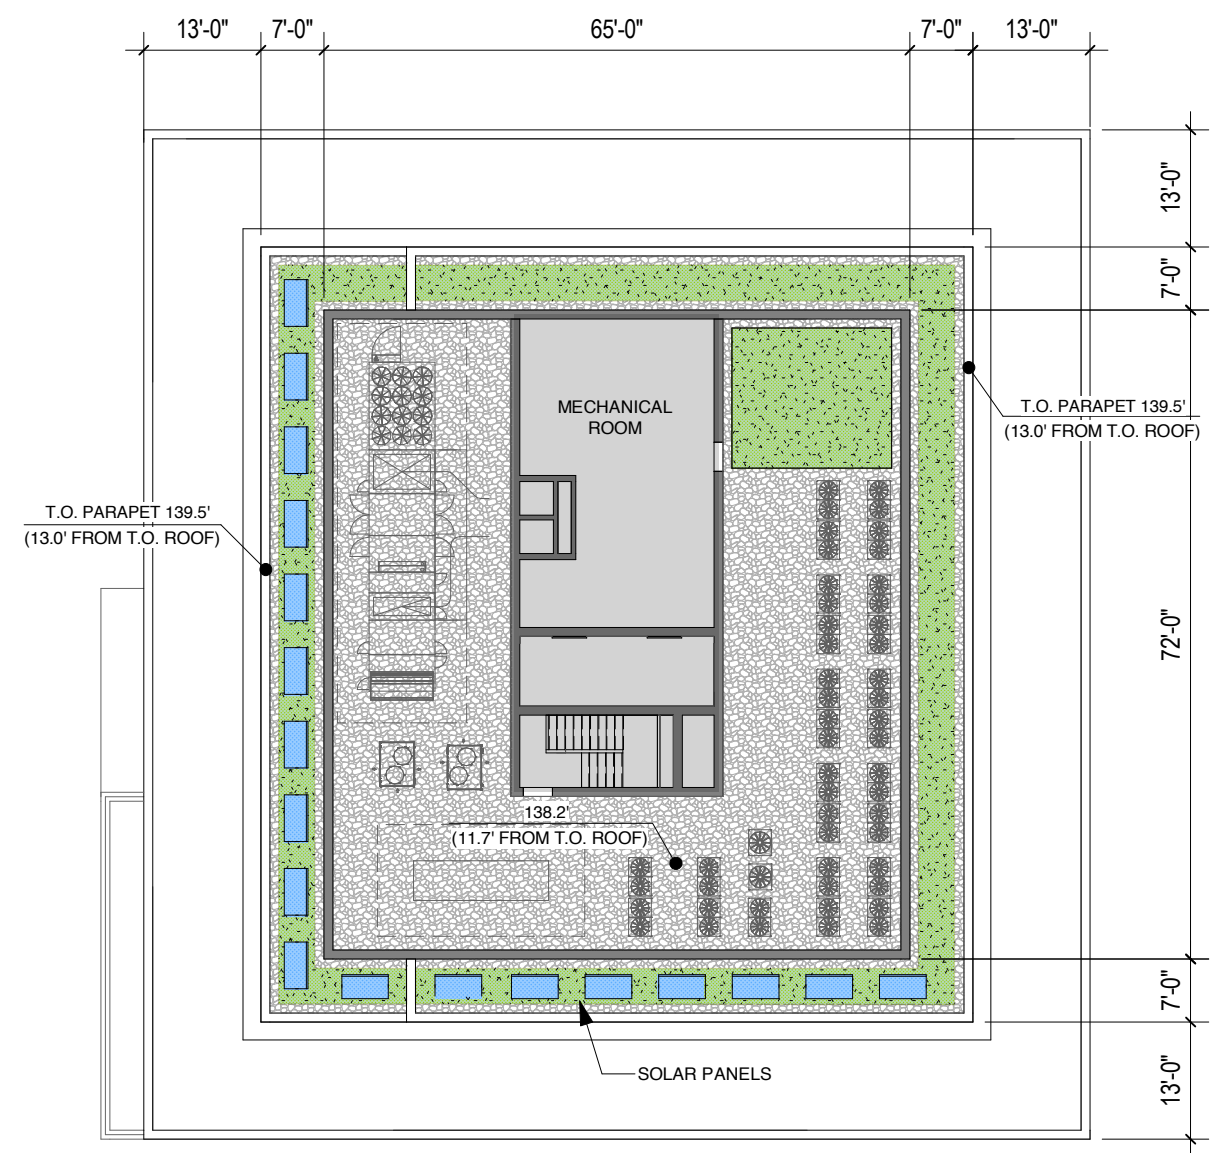 13'-0" 7'-0" 65'-0" 7'-0" 13'-0"
13'-0"
7'-0"
72'-0"
7'-0"
13'-0"
MECHANICAL
ROOM
T.O. PARAPET 139.5'
(13.0' FROM T.O. ROOF)
T.O. PARAPET 139.5'
(13.0' FROM T.O. ROOF)
138.2'
(11.7' FROM T.O. ROOF)
SOLAR PANELS